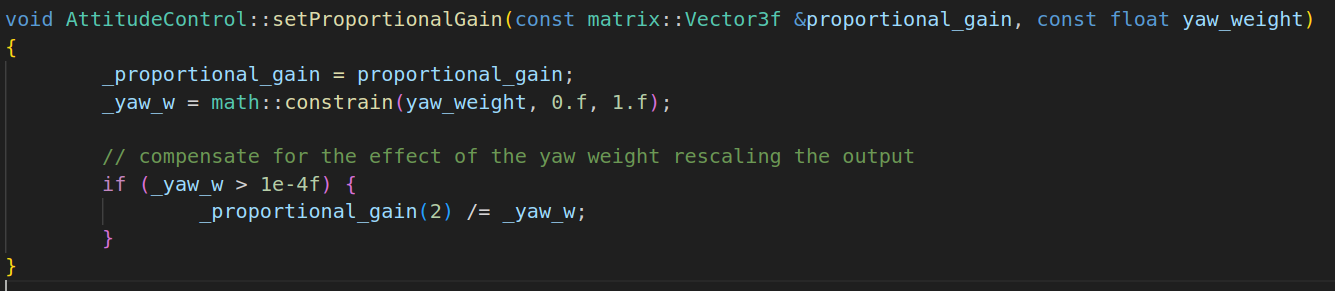 void AttitudeControl::setProportionalGain(const matrix::Vector3f &proportional_gain, const float yaw_weight)
{
        _proportional_gain = proportional_gain;
        _yaw_w = math::constrain(yaw_weight, 0.f, 1.f);

        // compensate for the effect of the yaw weight rescaling the output
        if (_yaw_w > 1e-4f) {
                _proportional_gain(2) /= _yaw_w;
        }
}